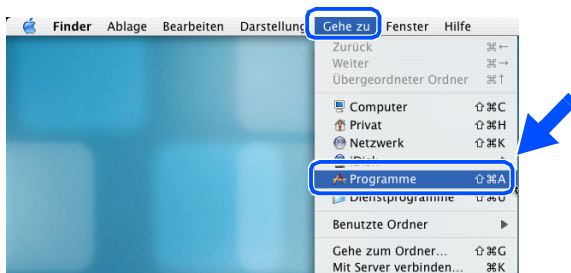 Finder Ablage Bearbeiten Darstellung Gehe zu Fenster Hilfe
Zurück ⌘←
Weiter ⌘→
Übergeordneter Ordner ⌘↑
Computer ⇧⌘C
Privat ⇧⌘H
Netzwerk ⇧⌘K
iDisk
Programme ⇧⌘A
Dienstprogramme ⇧⌘U
Benutzte Ordner
Gehe zum Ordner... ⇧⌘G
Mit Server verbinden... ⌘K